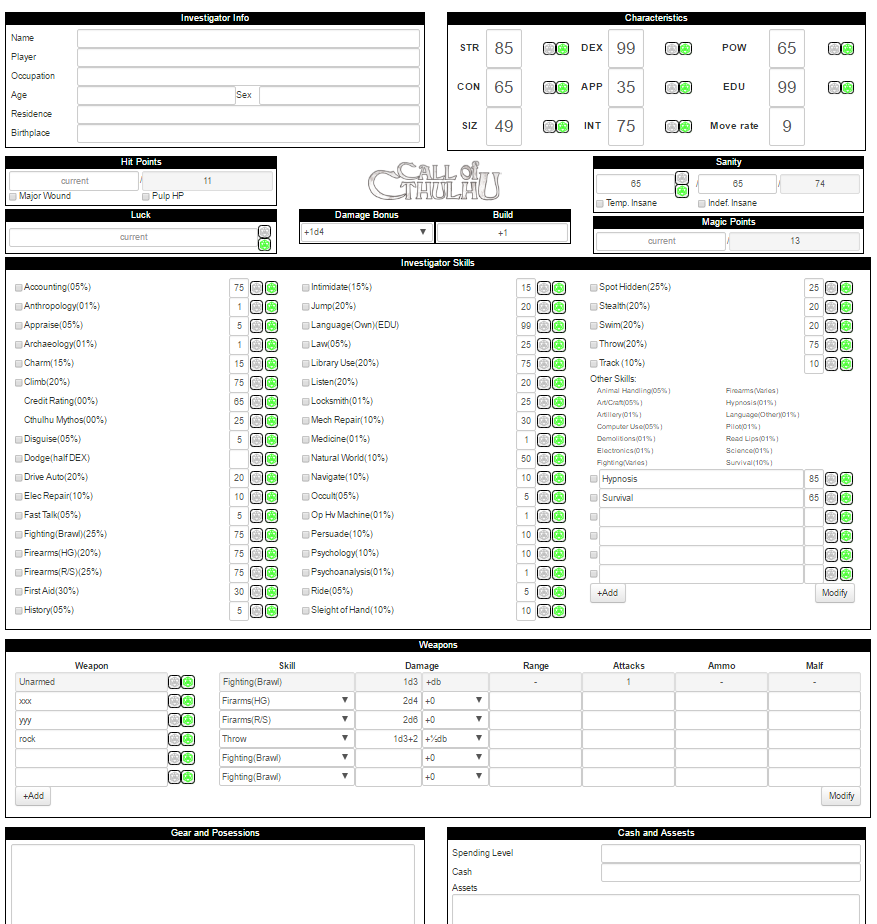 Investigator Info
Name
Player
Occupation
Age Sex
Residence
Birthplace
Characteristics
STR 85 DEX 99 POW 65
CON 65 APP 35 EDU 99
SIZ 49 INT 75 Move rate 9
Hit Points
current / 11
Major Wound Pulp HP
Luck
current
CALL of CTHULHU
Damage Bonus Build
+1d4 +1
Sanity
65 / 65 / 74
Temp. Insane Indef. Insane
Magic Points
current / 13
Investigator Skills
Accounting(05%) 75
Anthropology(01%) 1
Appraise(05%) 5
Archaeology(01%) 1
Charm(15%) 15
Climb(20%) 75
Credit Rating(00%) 65
Cthulhu Mythos(00%) 25
Disguise(05%) 5
Dodge(half DEX)
Drive Auto(20%) 20
Elec Repair(10%) 10
Fast Talk(05%) 5
Fighting(Brawl)(25%) 75
Firearms(HG)(20%) 75
Firearms(R/S)(25%) 75
First Aid(30%) 30
History(05%) 5
Intimidate(15%) 15
Jump(20%) 20
Language(Own)(EDU) 99
Law(05%) 25
Library Use(20%) 75
Listen(20%) 20
Locksmith(01%) 25
Mech Repair(10%) 30
Medicine(01%) 1
Natural World(10%) 50
Navigate(10%) 10
Occult(05%) 5
Op Hv Machine(01%) 1
Persuade(10%) 10
Psychology(10%) 10
Psychoanalysis(01%) 1
Ride(05%) 5
Sleight of Hand(10%) 10
Spot Hidden(25%) 25
Stealth(20%) 20
Swim(20%) 20
Throw(20%) 75
Track (10%) 10
Other Skills:
Animal Handling(05%) Firearms(Varies)
Art/Craft(05%) Hypnosis(01%)
Artillery(01%) Language(Other)(01%)
Computer Use(05%) Pilot(01%)
Demolitions(01%) Read Lips(01%)
Electronics(01%) Science(01%)
Fighting(Varies) Survival(10%)
Hypnosis 85
Survival 65
+Add Modify
Weapons
Weapon Skill Damage Range Attacks Ammo Malf
Unarmed Fighting(Brawl) 1d3 +db - 1 - -
xxx Firarms(HG) 2d4 +0
yyy Firarms(R/S) 2d6 +0
rock Throw 1d3+2 +½db
Fighting(Brawl) +0
Fighting(Brawl) +0
+Add Modify
Gear and Posessions
Cash and Assests
Spending Level
Cash
Assets